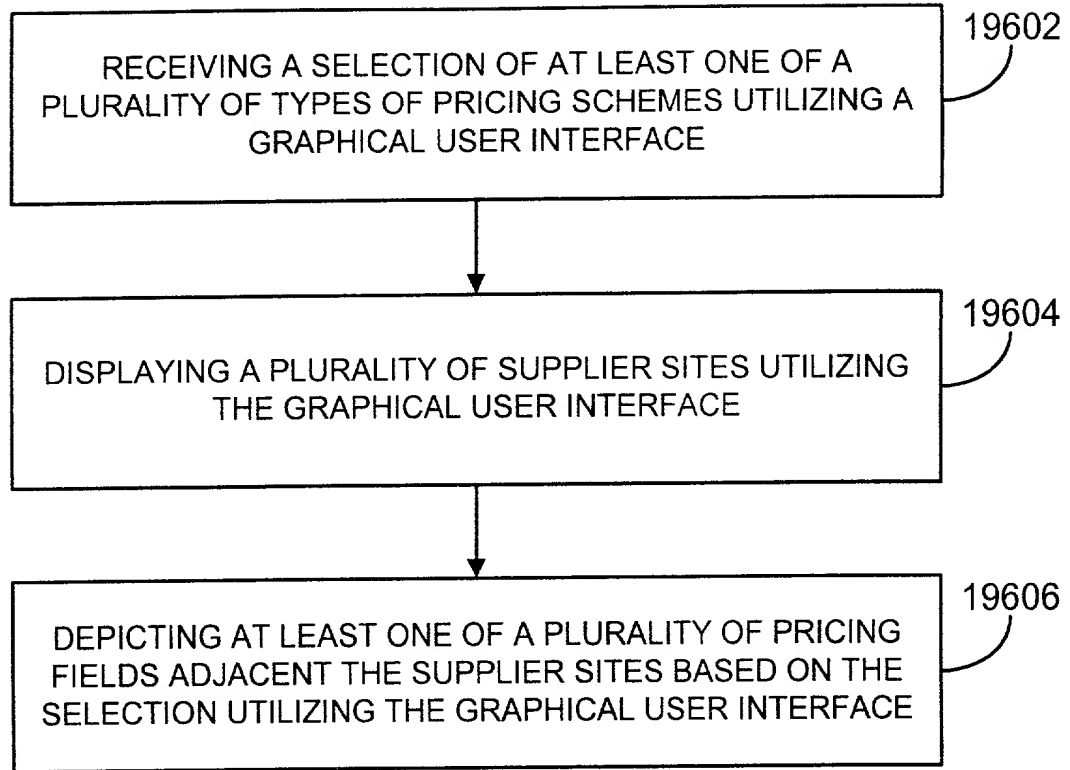 19602
RECEIVING A SELECTION OF AT LEAST ONE OF A
PLURALITY OF TYPES OF PRICING SCHEMES UTILIZING A
GRAPHICAL USER INTERFACE
19604
DISPLAYING A PLURALITY OF SUPPLIER SITES UTILIZING
THE GRAPHICAL USER INTERFACE
19606
DEPICTING AT LEAST ONE OF A PLURALITY OF PRICING
FIELDS ADJACENT THE SUPPLIER SITES BASED ON THE
SELECTION UTILIZING THE GRAPHICAL USER INTERFACE